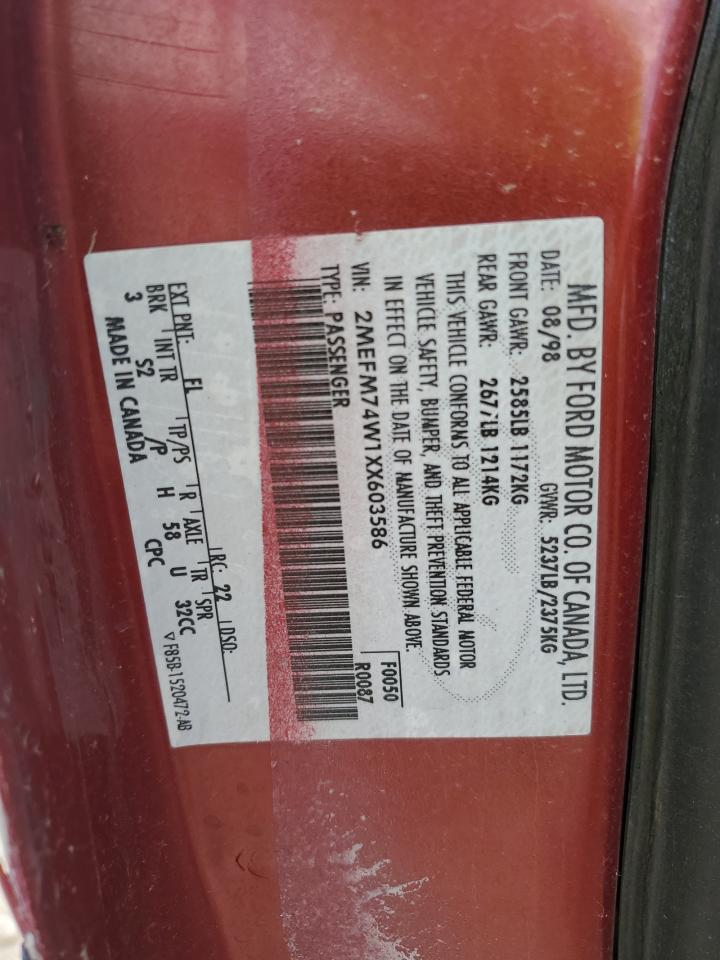 MFD. BY FORD MOTOR CO. OF CANADA, LTD.
DATE: 08/98 GVWR: 5237LB/2375KG
FRONT GAWR: 2585LB 1172KG
REAR GAWR: 2677LB 1214KG
THIS VEHICLE CONFORMS TO ALL APPLICABLE FEDERAL MOTOR
VEHICLE SAFETY, BUMPER, AND THEFT PREVENTION STANDARDS
IN EFFECT ON THE DATE OF MANUFACTURE SHOWN ABOVE.
VIN: 2MEFM74W1XX603586 F0050
TYPE: PASSENGER R0087
EXT PNT: FL RC: 22 DSO:
BRK INT TR TP/PS R AXLE TR SPR
3 S2 /P H 58 U 32CC
MADE IN CANADA CPC
▽F85B-1520472-AB